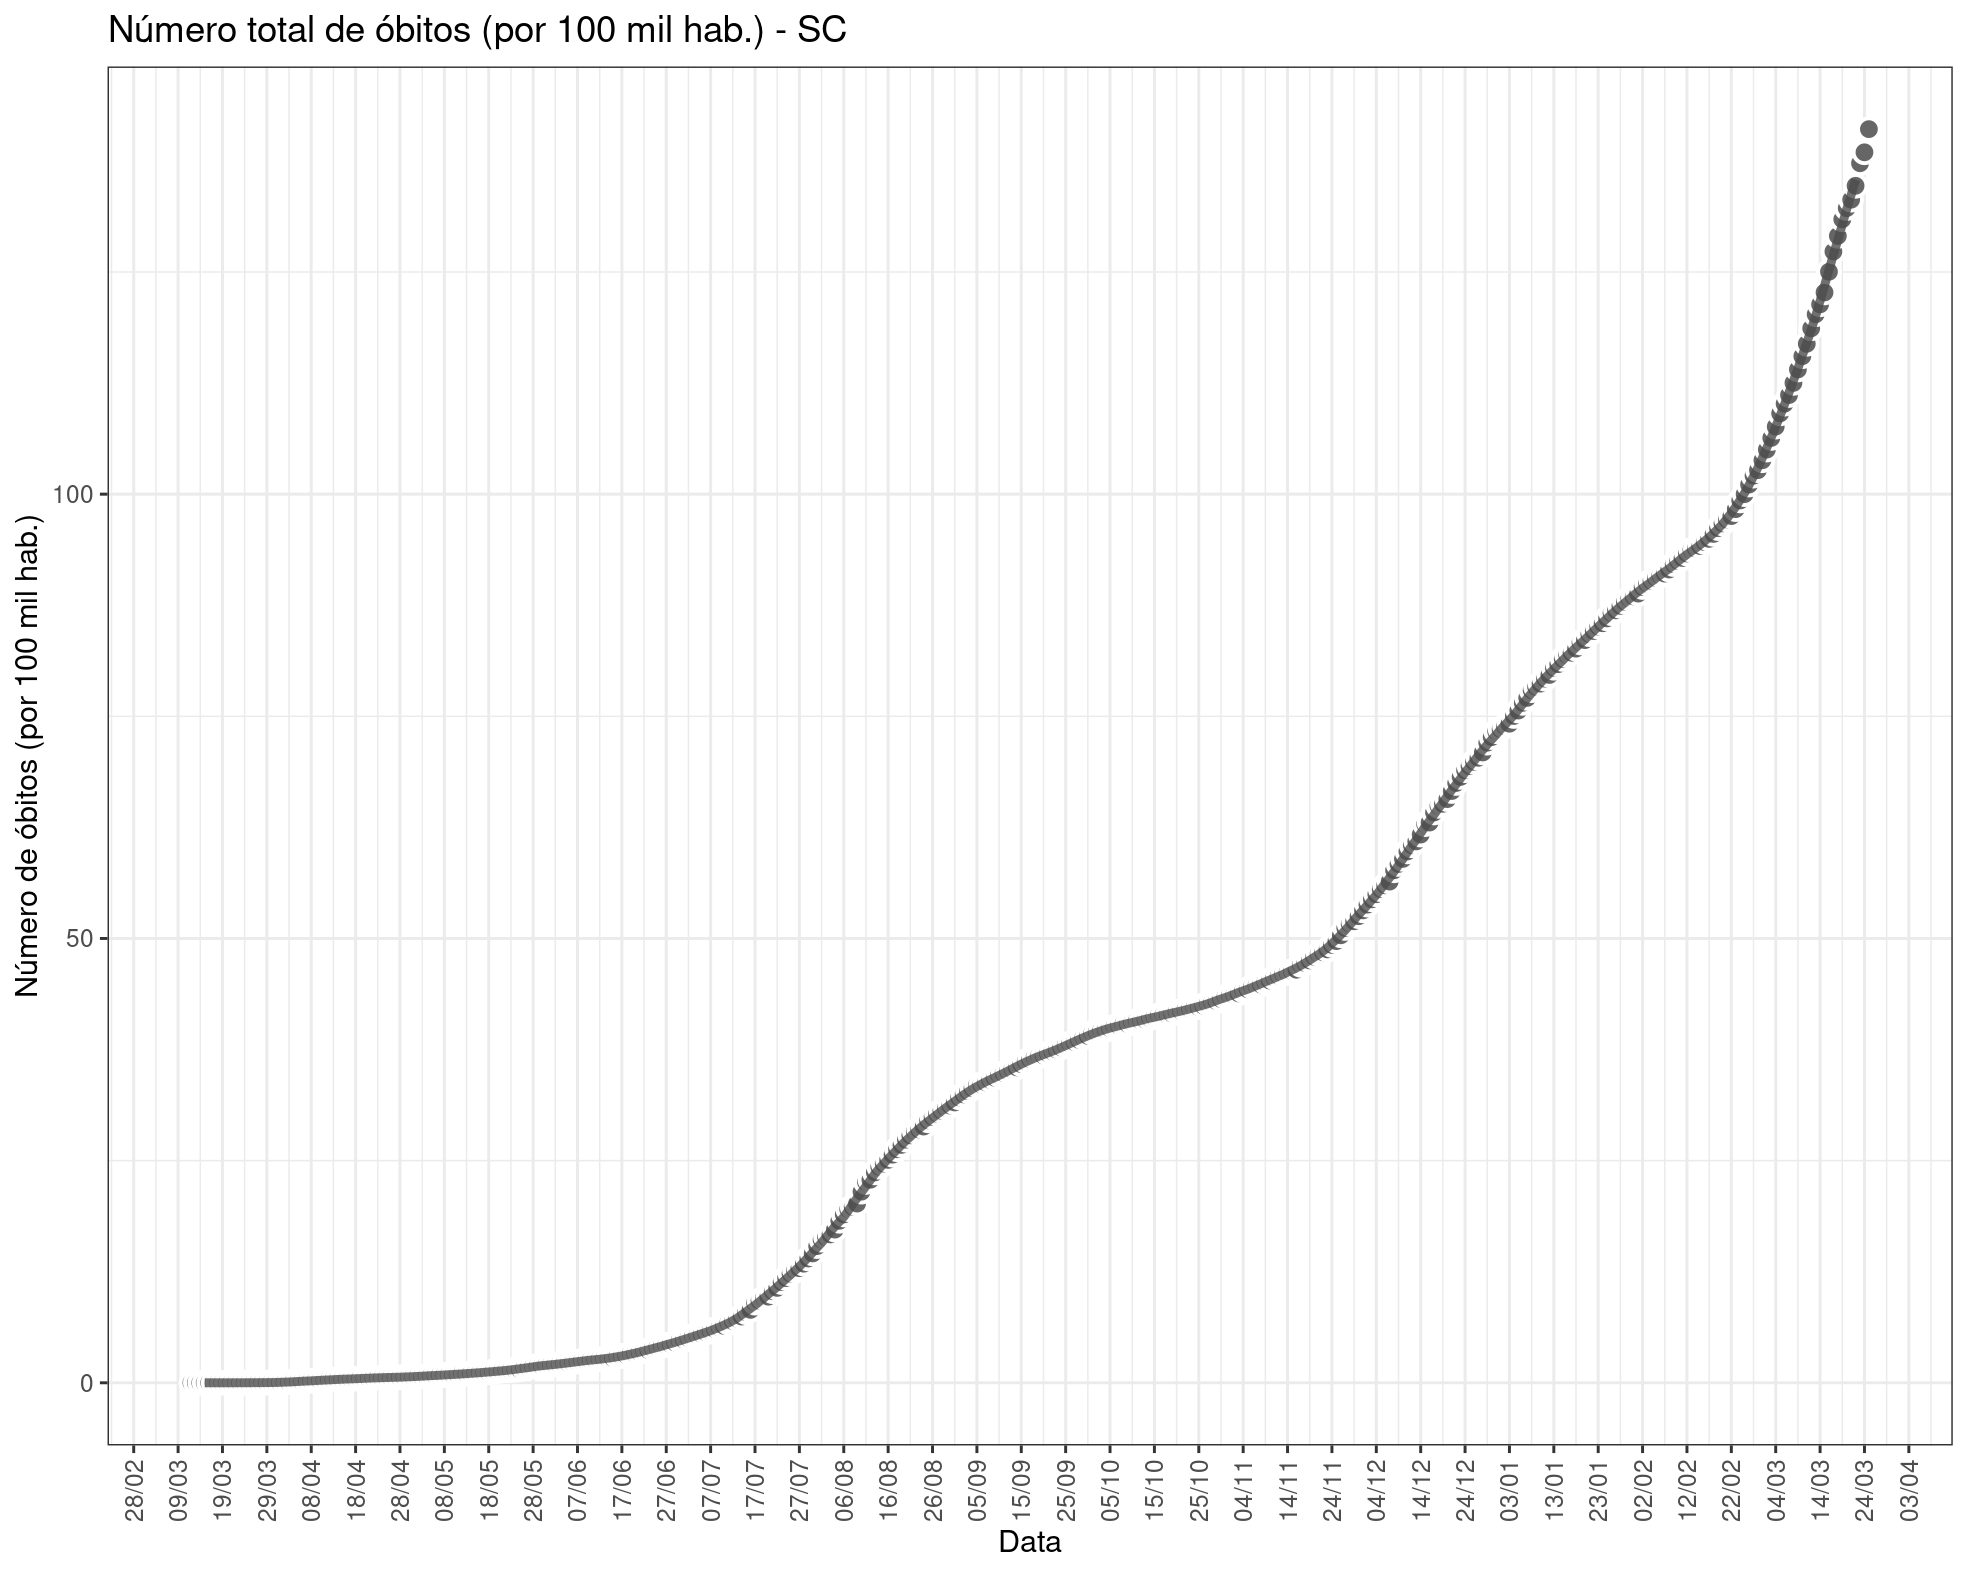 Número total de óbitos (por 100 mil hab.) - SC
Número de óbitos (por 100 mil hab.)
100
50
0
28/02 09/03 19/03 29/03 08/04 18/04 28/04 08/05 18/05 28/05 07/06 17/06 27/06 07/07 17/07 27/07 06/08 16/08 26/08 05/09 15/09 25/09 05/10 15/10 25/10 04/11 14/11 24/11 04/12 14/12 24/12 03/01 13/01 23/01 02/02 12/02 22/02 04/03 14/03 24/03 03/04
Data